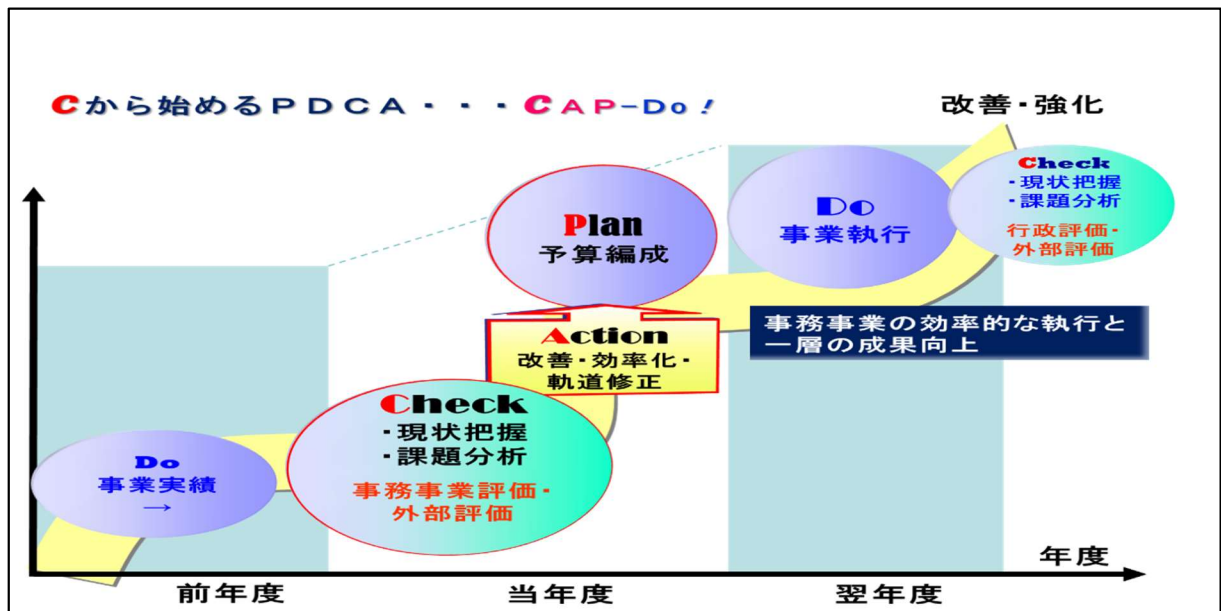 Cから始めるPDCA・・・CAP-Do!
改善・強化
Check
・現状把握
・課題分析
行政評価・
外部評価
Do
事業執行
Plan
予算編成
事務事業の効率的な執行と
一層の成果向上
Action
改善・効率化・
軌道修正
Check
・現状把握
・課題分析
事務事業評価・
外部評価
Do
事業実績
→
年度
前年度
当年度
翌年度